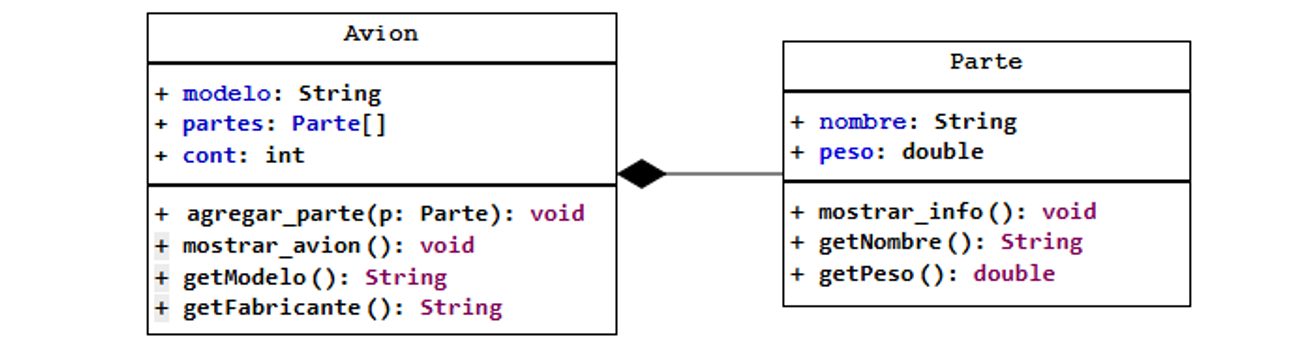 Avion
+ modelo: String
+ partes: Parte[]
+ cont: int
+ agregar_parte(p: Parte): void
+ mostrar_avion(): void
+ getModelo(): String
+ getFabricante(): String
Parte
+ nombre: String
+ peso: double
+ mostrar_info(): void
+ getNombre(): String
+ getPeso(): double